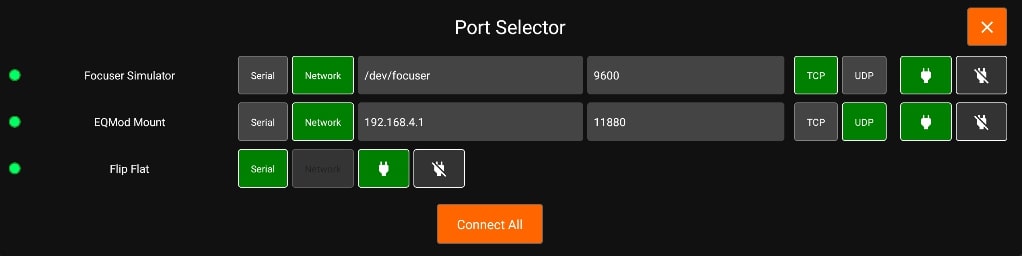 Port Selector
Focuser Simulator Serial Network /dev/focuser 9600 TCP UDP
EQMod Mount Serial Network 192.168.4.1 11880 TCP UDP
Flip Flat Serial Network
Connect All